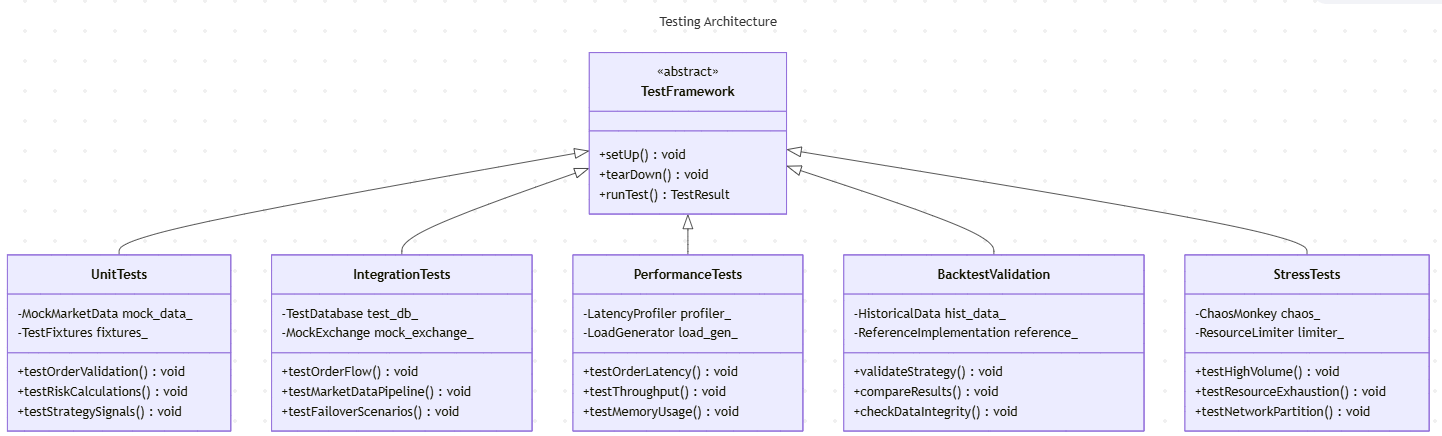 Testing Architecture
«abstract»
TestFramework
+setUp() : void
+tearDown() : void
+runTest() : TestResult
UnitTests
-MockMarketData mock_data_
-TestFixtures fixtures_
+testOrderValidation() : void
+testRiskCalculations() : void
+testStrategySignals() : void
IntegrationTests
-TestDatabase test_db_
-MockExchange mock_exchange_
+testOrderFlow() : void
+testMarketDataPipeline() : void
+testFailoverScenarios() : void
PerformanceTests
-LatencyProfiler profiler_
-LoadGenerator load_gen_
+testOrderLatency() : void
+testThroughput() : void
+testMemoryUsage() : void
BacktestValidation
-HistoricalData hist_data_
-ReferenceImplementation reference_
+validateStrategy() : void
+compareResults() : void
+checkDataIntegrity() : void
StressTests
-ChaosMonkey chaos_
-ResourceLimiter limiter_
+testHighVolume() : void
+testResourceExhaustion() : void
+testNetworkPartition() : void